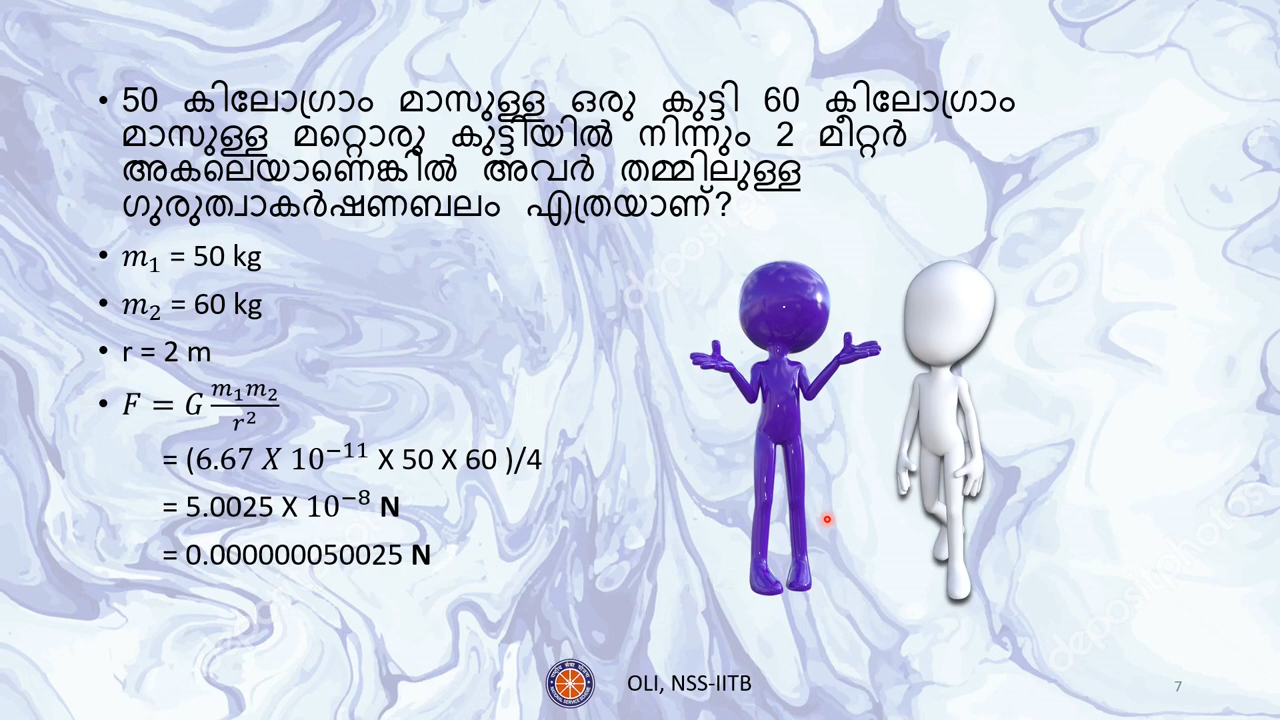 • 50 കിലോഗ്രാം മാസുള്ള ഒരു കുട്ടി 60 കിലോഗ്രാം
മാസുള്ള മറ്റൊരു കുട്ടിയിൽ നിന്നും 2 മീറ്റർ
അകലെയാണെങ്കിൽ അവർ തമ്മിലുള്ള
ഗുരുത്വാകർഷണബലം എത്രയാണ്?
• m₁ = 50 kg
• m₂ = 60 kg
• r = 2 m
• F = G m₁m₂/r²
= (6.67 X 10⁻¹¹ X 50 X 60 )/4
= 5.0025 X 10⁻⁸ N
= 0.000000050025 N
OLI, NSS-IITB
7
depositphotos